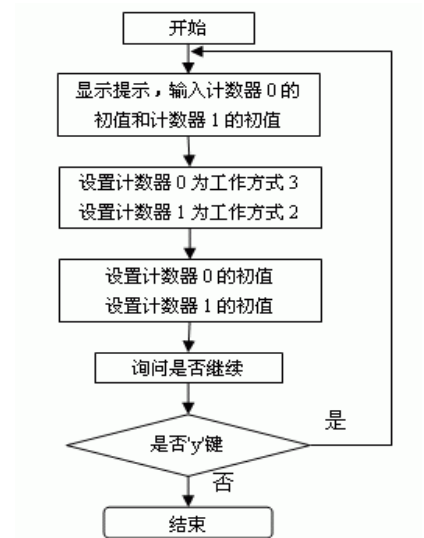 开始
显示提示，输入计数器0的
初值和计数器1的初值
设置计数器0为工作方式3
设置计数器1为工作方式2
设置计数器0的初值
设置计数器1的初值
询问是否继续
是
是否'y'键
否
结束